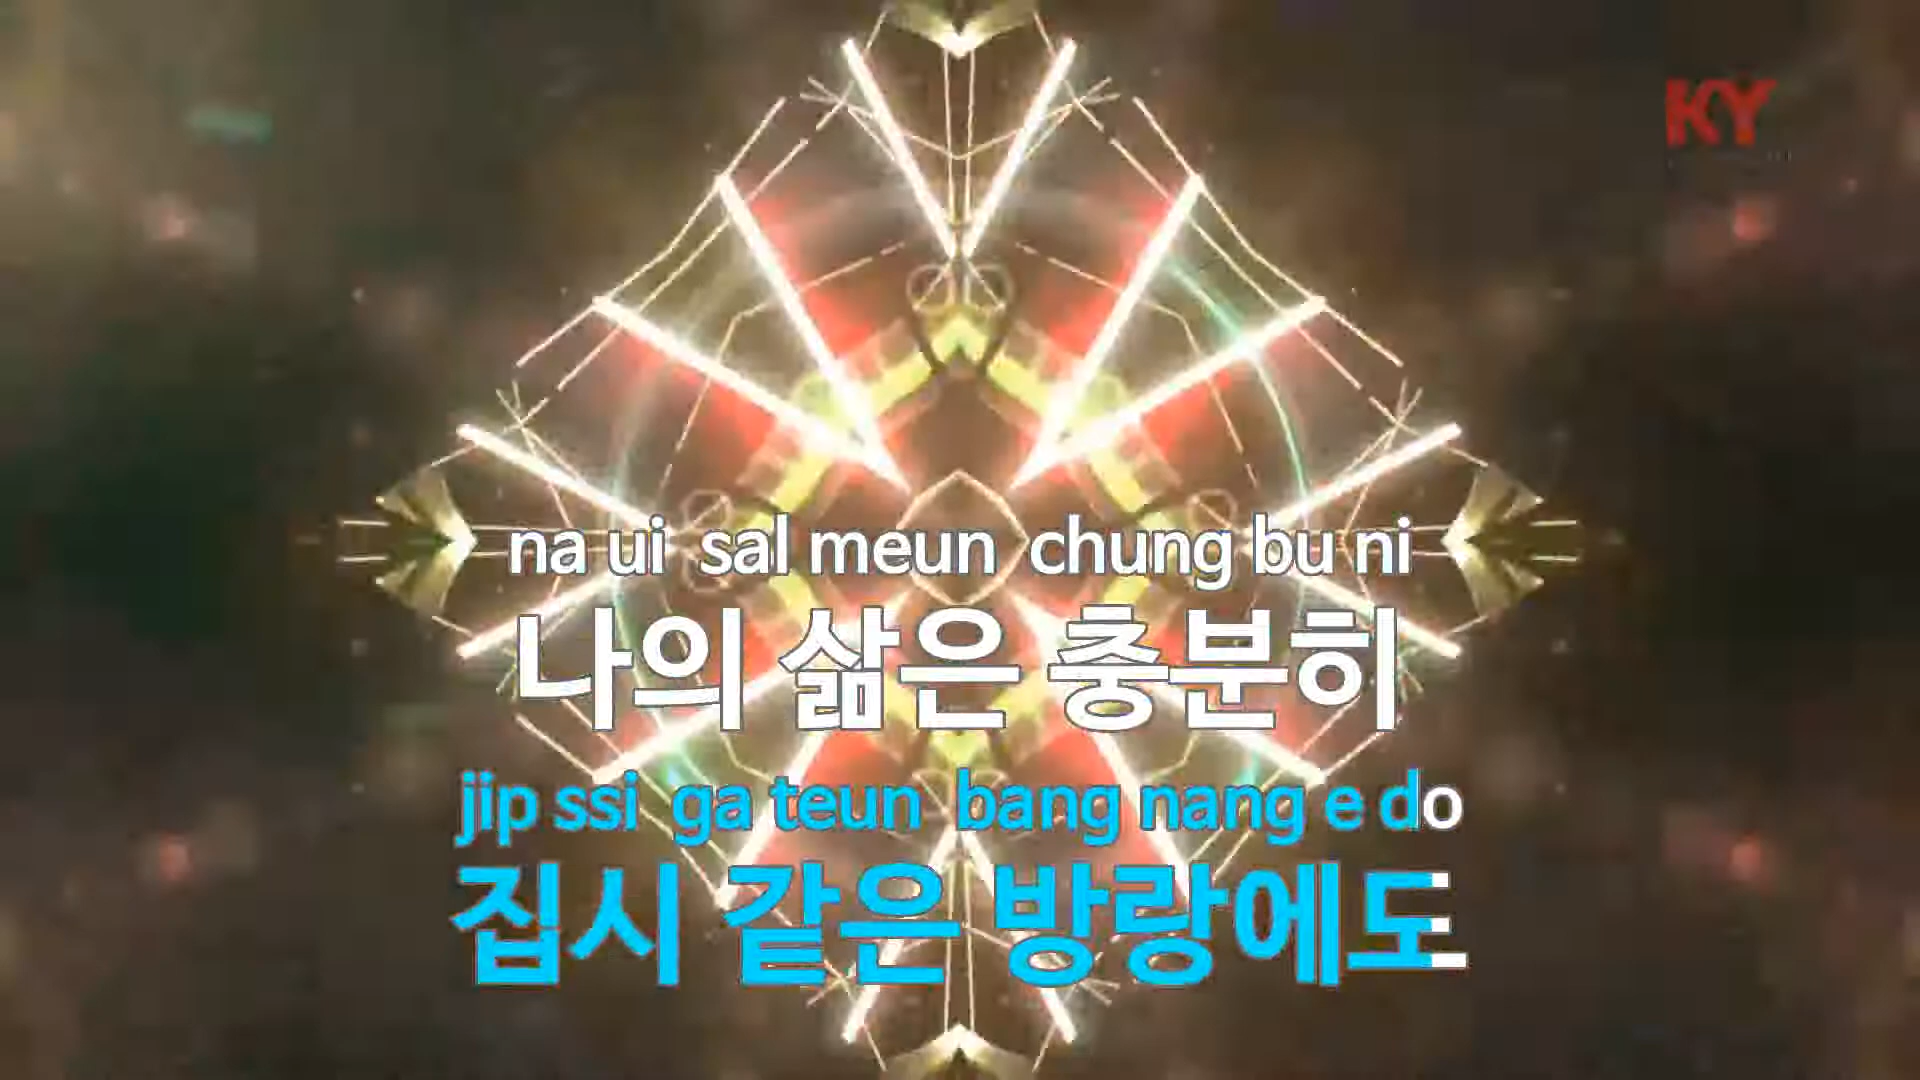 KY
na ui sal meun chung bu ni
나의 삶은 충분히
jip ssi ga teun bang nang e do
집시 같은 방랑에도